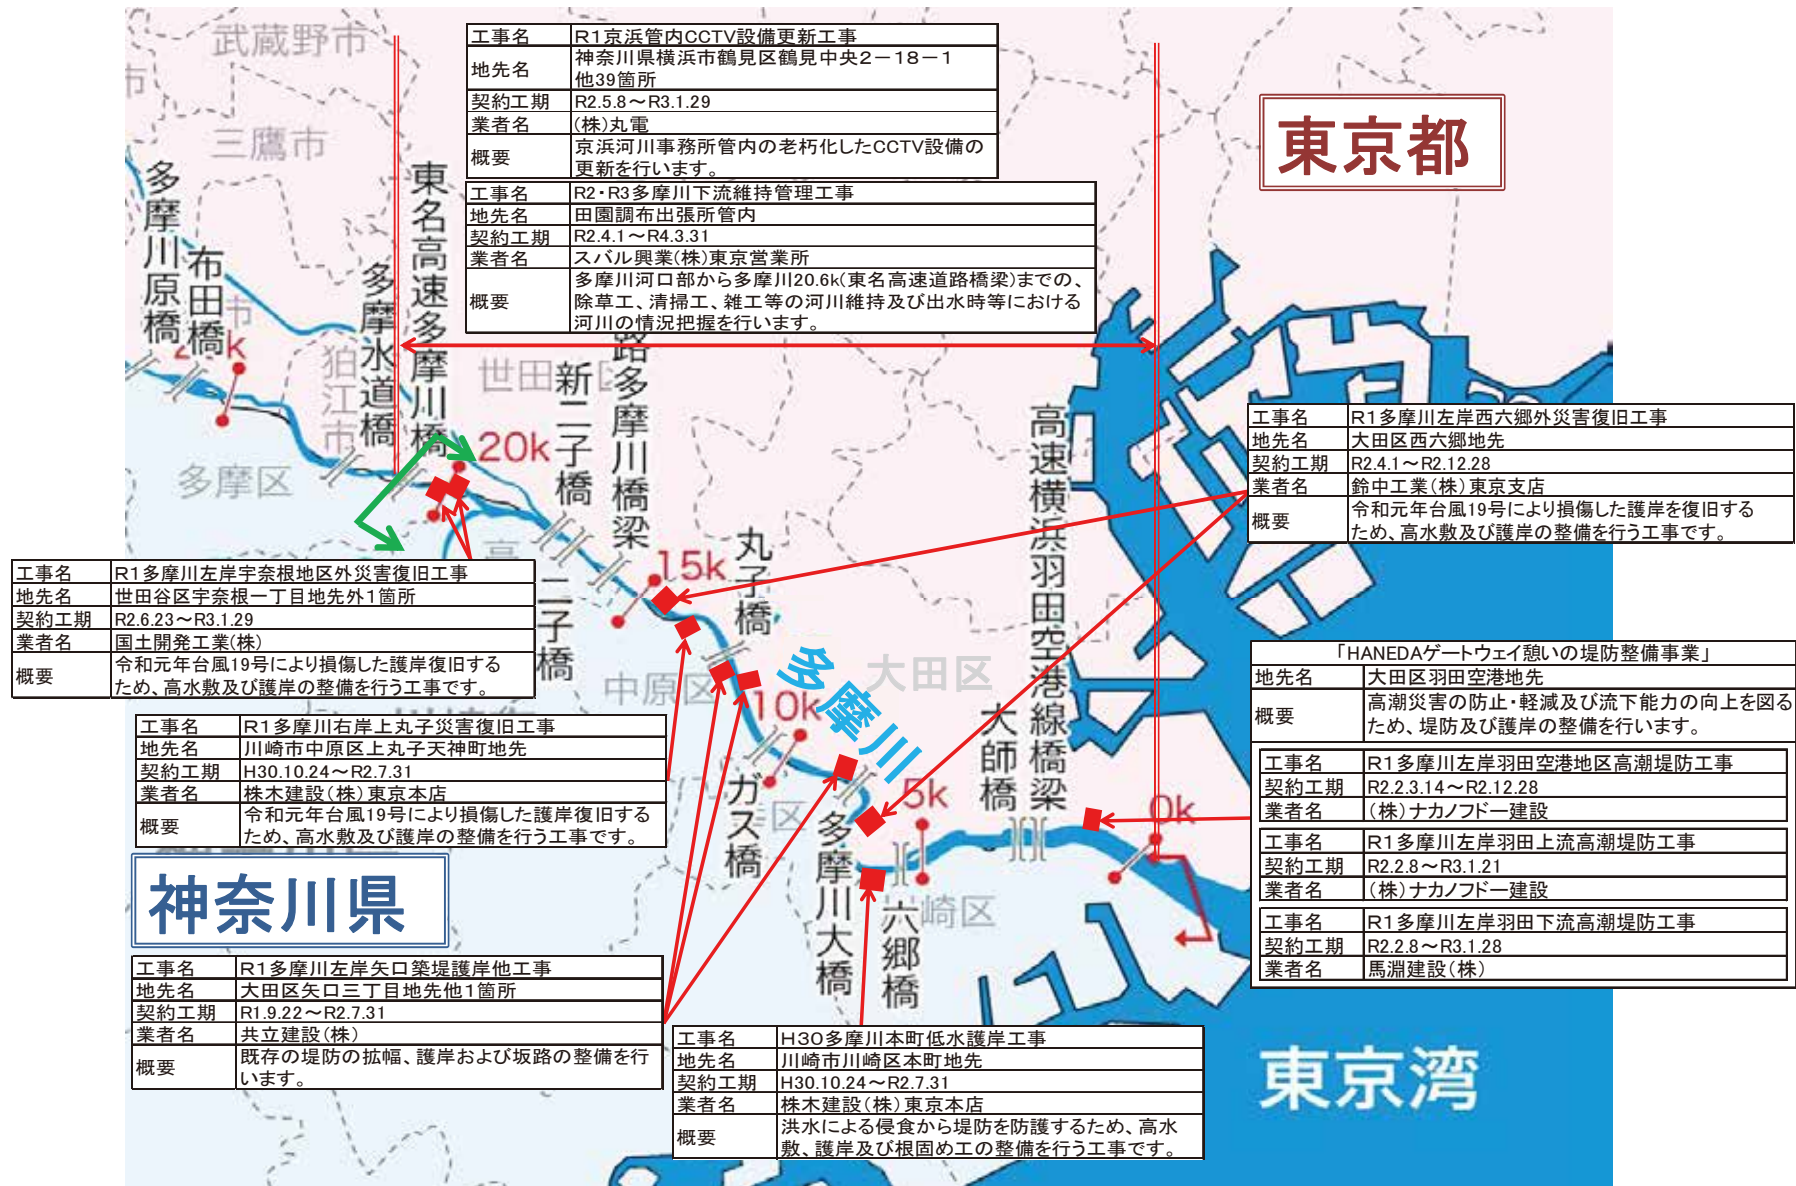 工事名 R1京浜管内CCTV設備更新工事
地先名 神奈川県横浜市鶴見区鶴見中央2-18-1
他39箇所
契約工期 R2.5.8～R3.1.29
業者名 (株)丸電
概要 京浜河川事務所管内の老朽化したCCTV設備の
更新を行います。
工事名 R2・R3多摩川下流維持管理工事
地先名 田園調布出張所管内
契約工期 R2.4.1～R4.3.31
業者名 スバル興業(株)東京営業所
概要 多摩川河口部から多摩川20.6k(東名高速道路橋梁)までの、
除草工、清掃工、雑工等の河川維持及び出水時等における
河川の情況把握を行います。
東京都
武蔵野市
市
三鷹市
多摩川原橋
布田橋
市
k
狛江市
多摩水道橋
東名高速多摩川橋
世田 区
新二子橋
路多摩川橋梁
多摩区
20k
高
二子橋
15k
丸子橋
中原区
10k
多摩川
大田区
高速横浜羽田空港線橋梁
大師橋
ガス橋
区
5k
0k
多摩川大橋
六郷橋
崎区
東京湾
神奈川県
工事名 R1多摩川左岸西六郷外災害復旧工事
地先名 大田区西六郷地先
契約工期 R2.4.1～R2.12.28
業者名 鈴中工業(株)東京支店
概要 令和元年台風19号により損傷した護岸を復旧する
ため、高水敷及び護岸の整備を行う工事です。
工事名 R1多摩川左岸宇奈根地区外災害復旧工事
地先名 世田谷区宇奈根一丁目地先外1箇所
契約工期 R2.6.23～R3.1.29
業者名 国土開発工業(株)
概要 令和元年台風19号により損傷した護岸復旧する
ため、高水敷及び護岸の整備を行う工事です。
工事名 R1多摩川右岸上丸子災害復旧工事
地先名 川崎市中原区上丸子天神町地先
契約工期 H30.10.24～R2.7.31
業者名 株木建設(株)東京本店
概要 令和元年台風19号により損傷した護岸復旧する
ため、高水敷及び護岸の整備を行う工事です。
「HANEDAゲートウェイ憩いの堤防整備事業」
地先名 大田区羽田空港地先
概要 高潮災害の防止・軽減及び流下能力の向上を図る
ため、堤防及び護岸の整備を行います。
工事名 R1多摩川左岸羽田空港地区高潮堤防工事
契約工期 R2.2.3.14～R2.12.28
業者名 (株)ナカノフドー建設
工事名 R1多摩川左岸羽田上流高潮堤防工事
契約工期 R2.2.8～R3.1.21
業者名 (株)ナカノフドー建設
工事名 R1多摩川左岸羽田下流高潮堤防工事
契約工期 R2.2.8～R3.1.28
業者名 馬淵建設(株)
工事名 R1多摩川左岸矢口築堤護岸他工事
地先名 大田区矢口三丁目地先他1箇所
契約工期 R1.9.22～R2.7.31
業者名 共立建設(株)
概要 既存の堤防の拡幅、護岸および坂路の整備を行
います。
工事名 H30多摩川本町低水護岸工事
地先名 川崎市川崎区本町地先
契約工期 H30.10.24～R2.7.31
業者名 株木建設(株)東京本店
概要 洪水による侵食から堤防を防護するため、高水
敷、護岸及び根固め工の整備を行う工事です。